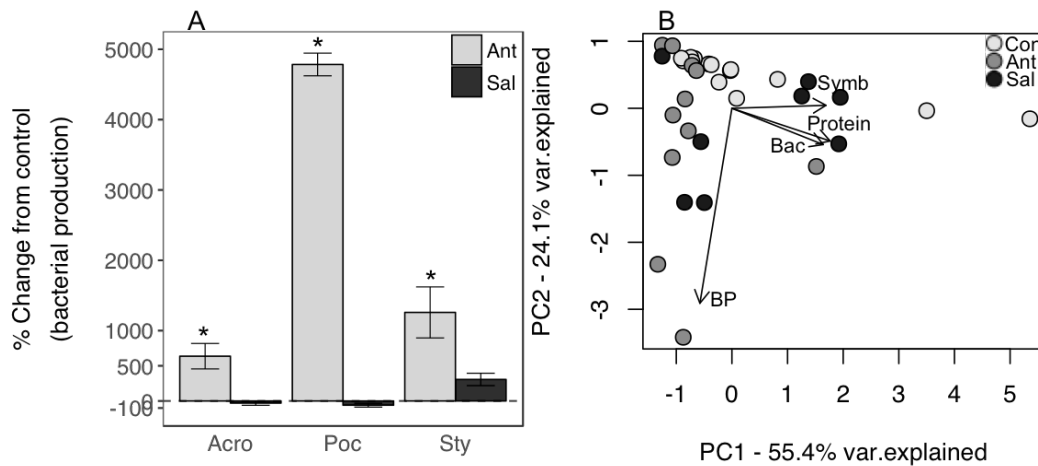 A
% Change from control
(bacterial production)
5000
4000
3000
2000
1000
500
0
-100
*
*
*
Ant
Sal
Acro
Poc
Sty
B
PC2 - 24.1% var.explained
1
0
-1
-2
-3
Con
Ant
Sal
Symb
Protein
Bac
BP
-1
0
1
2
3
4
5
PC1 - 55.4% var.explained